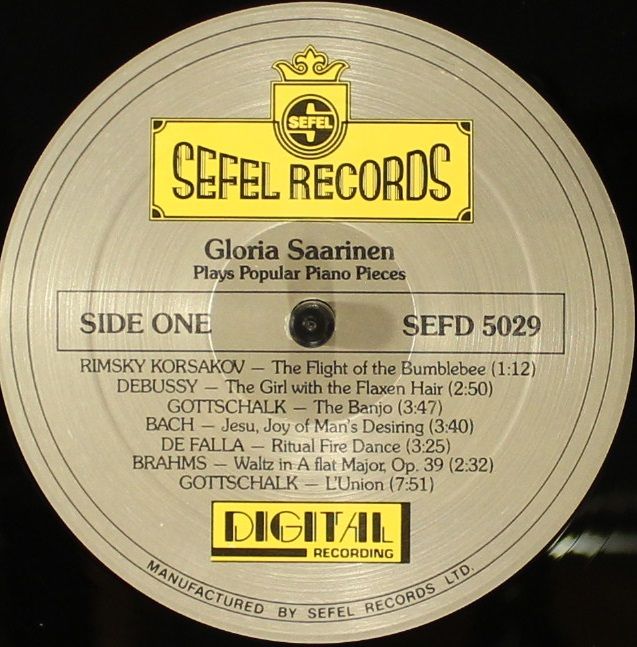 SEFEL
SEFEL RECORDS
Gloria Saarinen
Plays Popular Piano Pieces
SIDE ONE SEFD 5029
RIMSKY KORSAKOV — The Flight of the Bumblebee (1:12)
DEBUSSY — The Girl with the Flaxen Hair (2:50)
GOTTSCHALK — The Banjo (3:47)
BACH — Jesu, Joy of Man's Desiring (3:40)
DE FALLA — Ritual Fire Dance (3:25)
BRAHMS — Waltz in A flat Major, Op. 39 (2:32)
GOTTSCHALK — L'Union (7:51)
DIGITAL
RECORDING
MANUFACTURED BY SEFEL RECORDS LTD.